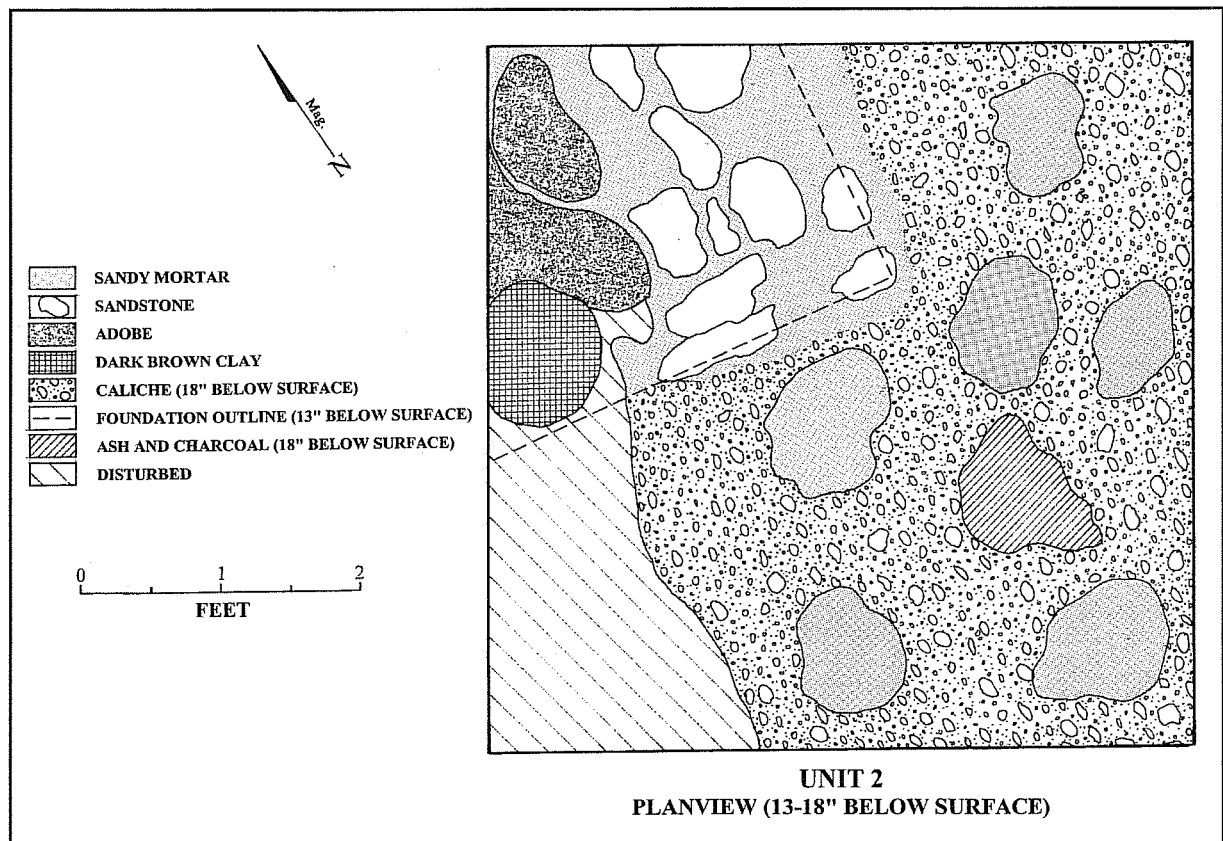 Mag.
N
SANDY MORTAR
SANDSTONE
ADOBE
DARK BROWN CLAY
CALICHE (18" BELOW SURFACE)
FOUNDATION OUTLINE (13" BELOW SURFACE)
ASH AND CHARCOAL (18" BELOW SURFACE)
DISTURBED
0 1 2
FEET
UNIT 2
PLANVIEW (13-18" BELOW SURFACE)